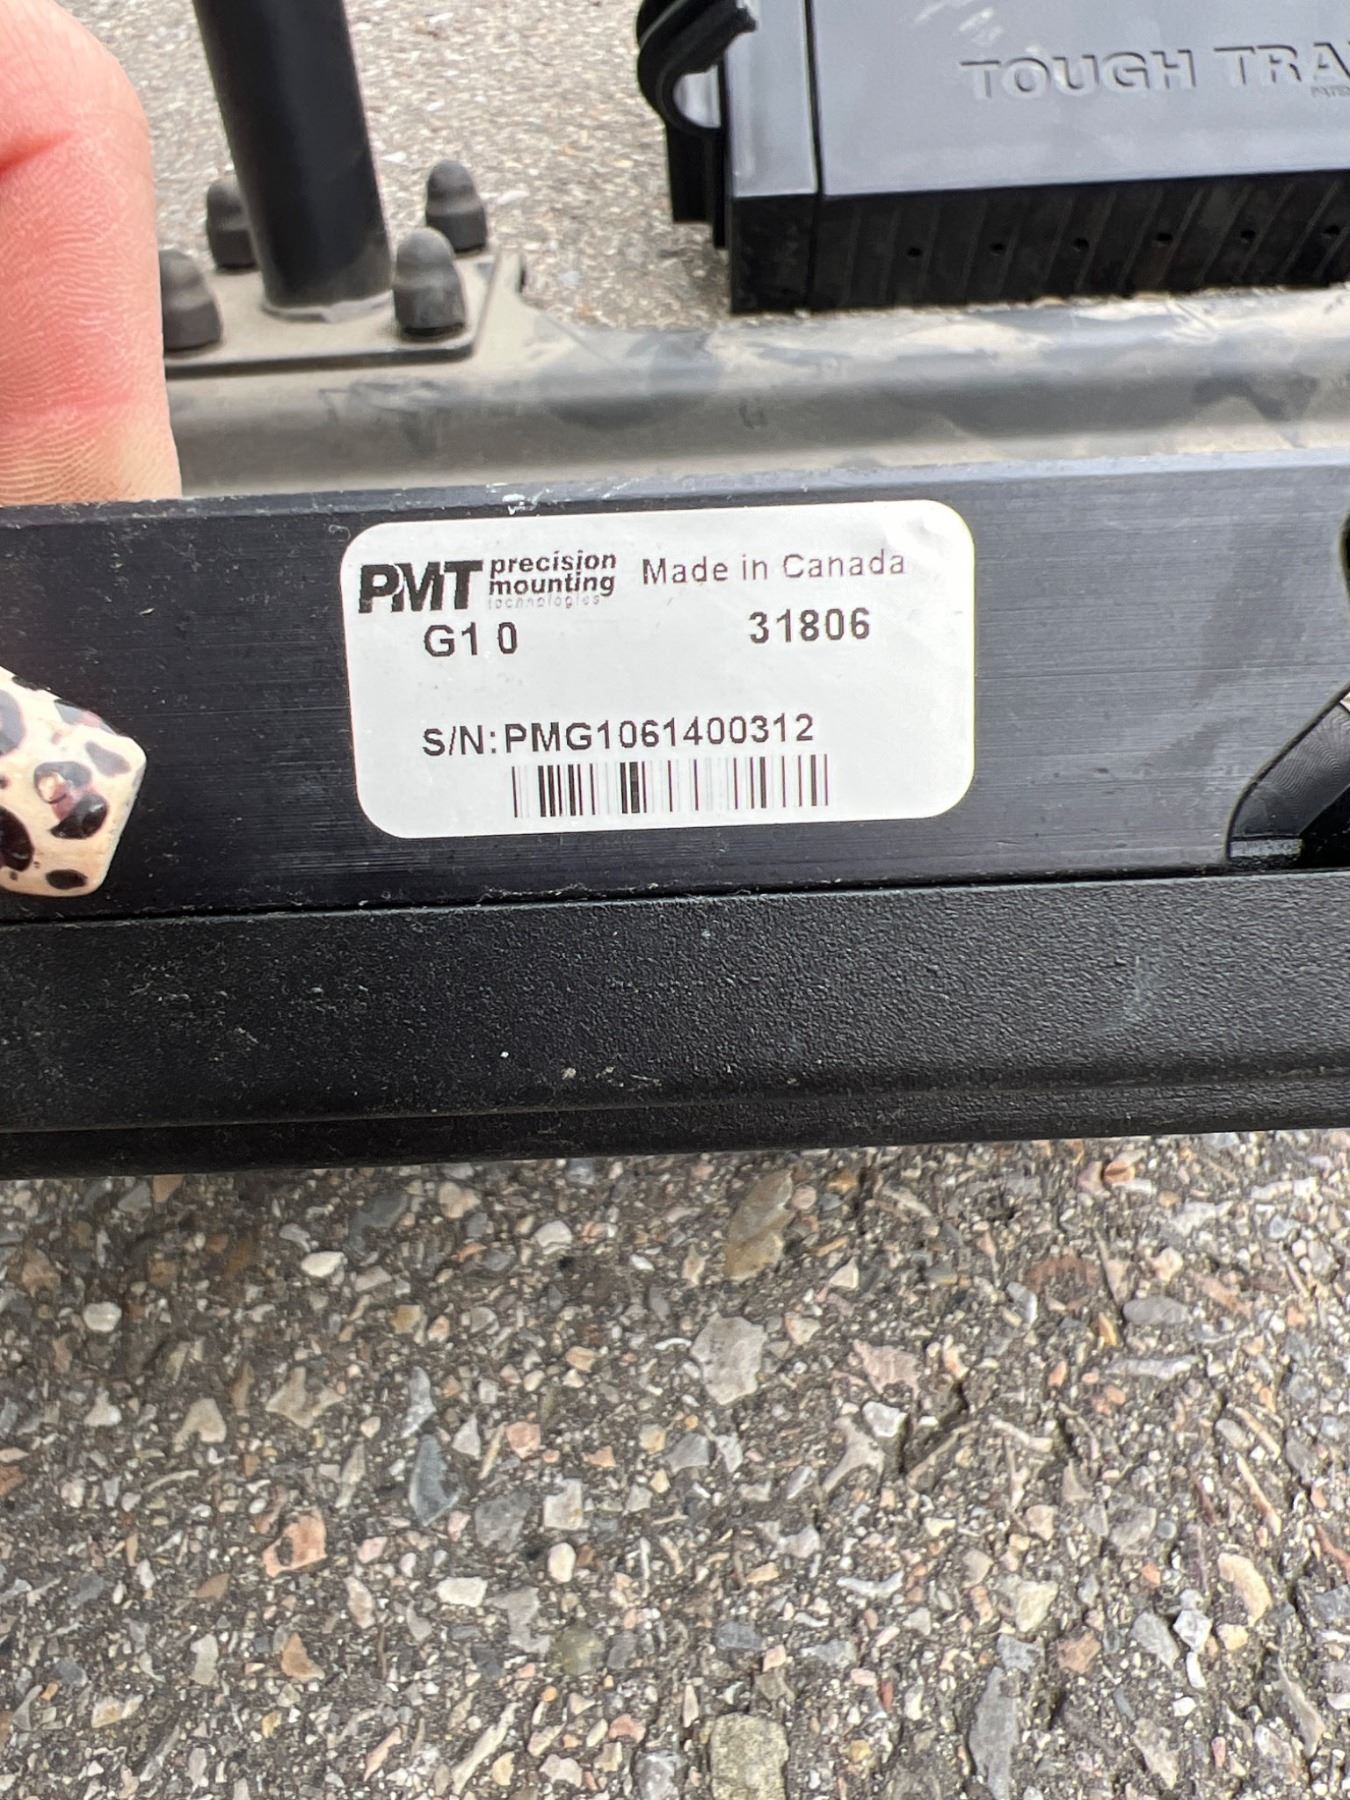 TOUGH TRA
PMT precision mounting technologies Made in Canada
G1 0 31806
S/N:PMG1061400312